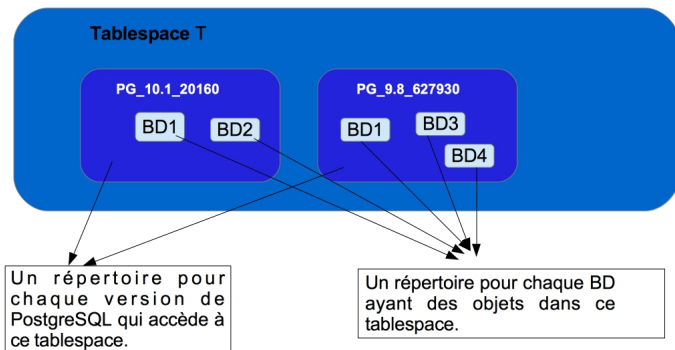 Tablespace T
PG_10.1_20160
PG_9.8_627930
BD1
BD2
BD1
BD3
BD4
Un répertoire pour
chaque version de
PostgreSQL qui accède à
ce tablespace.
Un répertoire pour chaque BD
ayant des objets dans ce
tablespace.